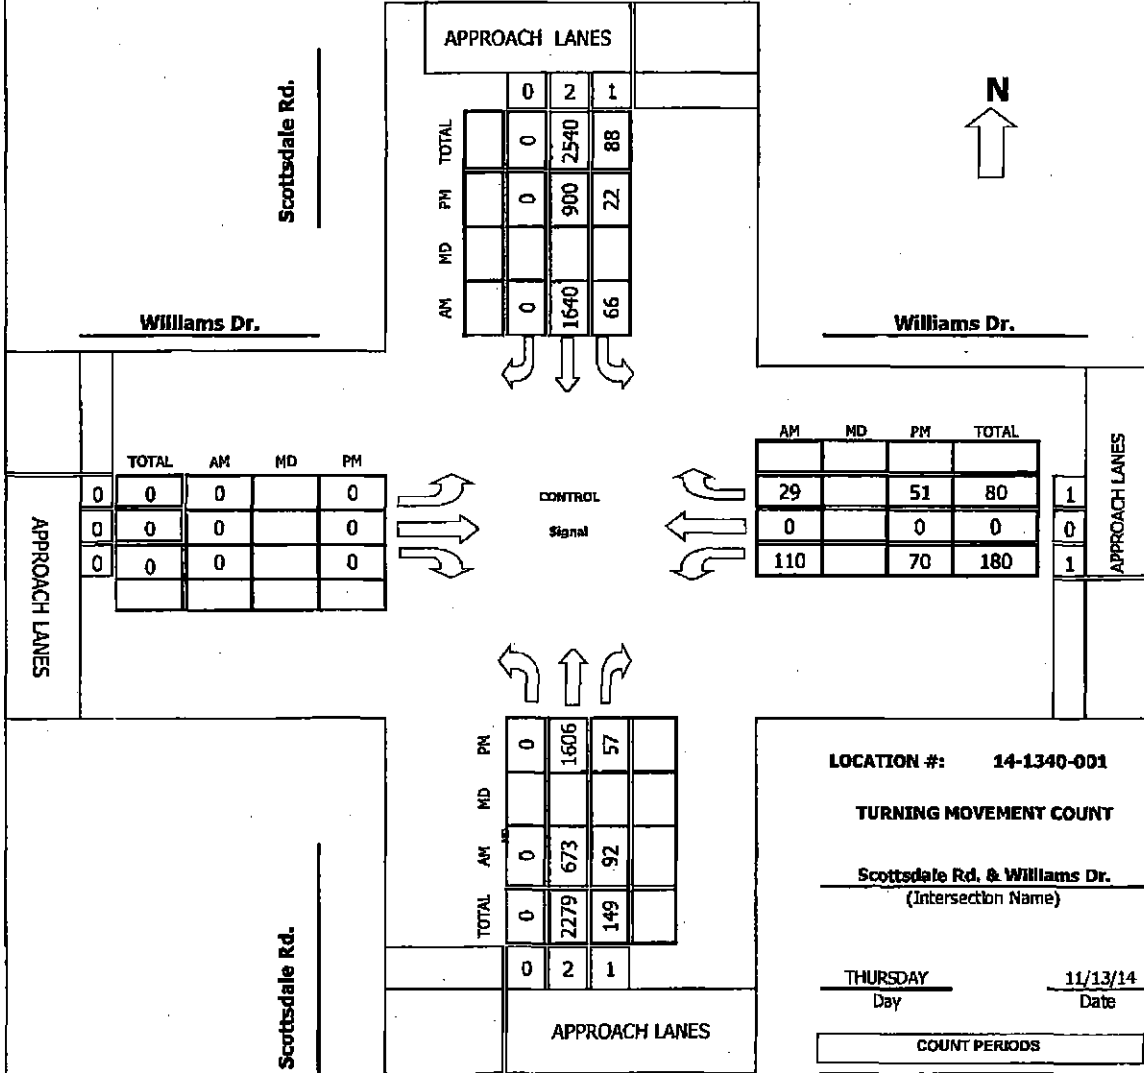 APPROACH LANES
0 2 1
Scottsdale Rd.
TOTAL 0 2540 88
PM 0 900 22
MD
AM 0 1640 66
N
Williams Dr.
Williams Dr.
TOTAL AM MD PM
0 0 0 0
0 0 0 0
0 0 0 0
APPROACH LANES
CONTROL
Signal
AM MD PM TOTAL
29 51 80 1
0 0 0 0
110 70 180 1
APPROACH LANES
PM 0 1606 57
MD
AM 0 673 92
TOTAL 0 2279 149
0 2 1
APPROACH LANES
Scottsdale Rd.
LOCATION #: 14-1340-001
TURNING MOVEMENT COUNT
Scottsdale Rd. & Williams Dr.
(Intersection Name)
THURSDAY 11/13/14
Day Date
COUNT PERIODS